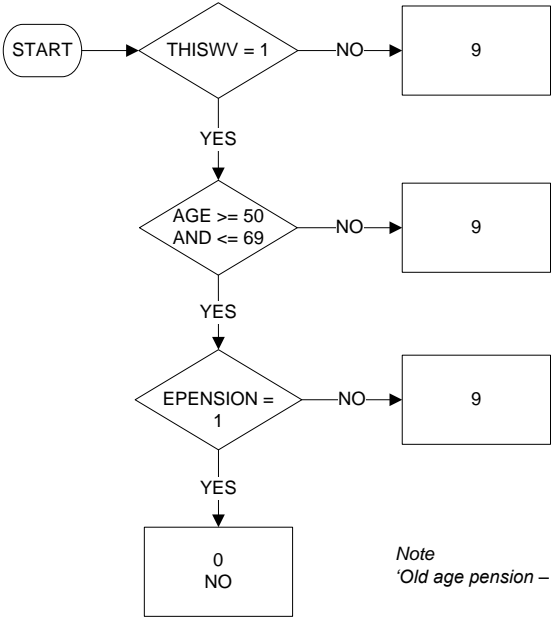 START
THISWV = 1
NO
9
YES
AGE >= 50
AND <= 69
NO
9
YES
EPENSION =
1
NO
9
YES
0
NO
Note
‘Old age pension –